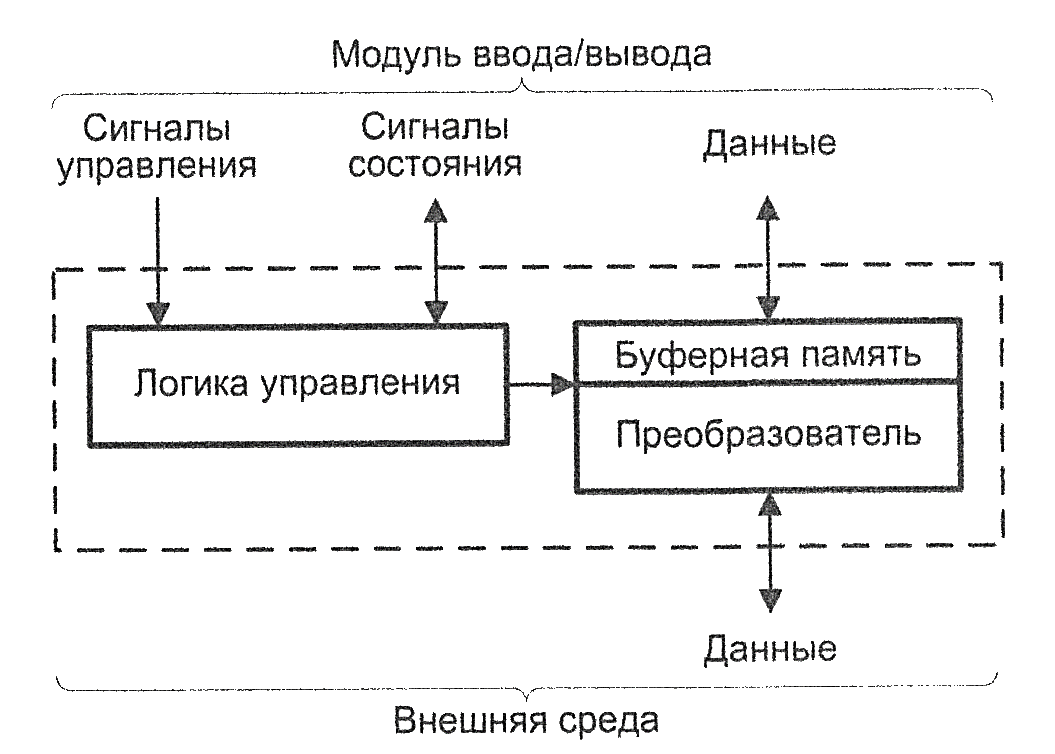 Модуль ввода/вывода
Сигналы
управления
Сигналы
состояния
Данные
Логика управления
Буферная память
Преобразователь
Данные
Внешняя среда